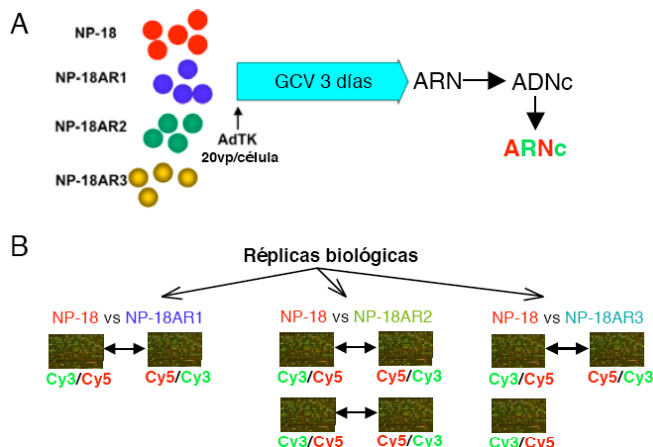 A
NP-18
NP-18AR1
NP-18AR2
NP-18AR3
AdTK
20vp/célula
GCV 3 días
ARN
ADNc
ARNc
B
Réplicas biológicas
NP-18 vs NP-18AR1
Cy3/Cy5 Cy5/Cy3
NP-18 vs NP-18AR2
Cy3/Cy5 Cy5/Cy3
Cy3/Cy5 Cy5/Cy3
NP-18 vs NP-18AR3
Cy3/Cy5 Cy5/Cy3
Cy3/Cy5